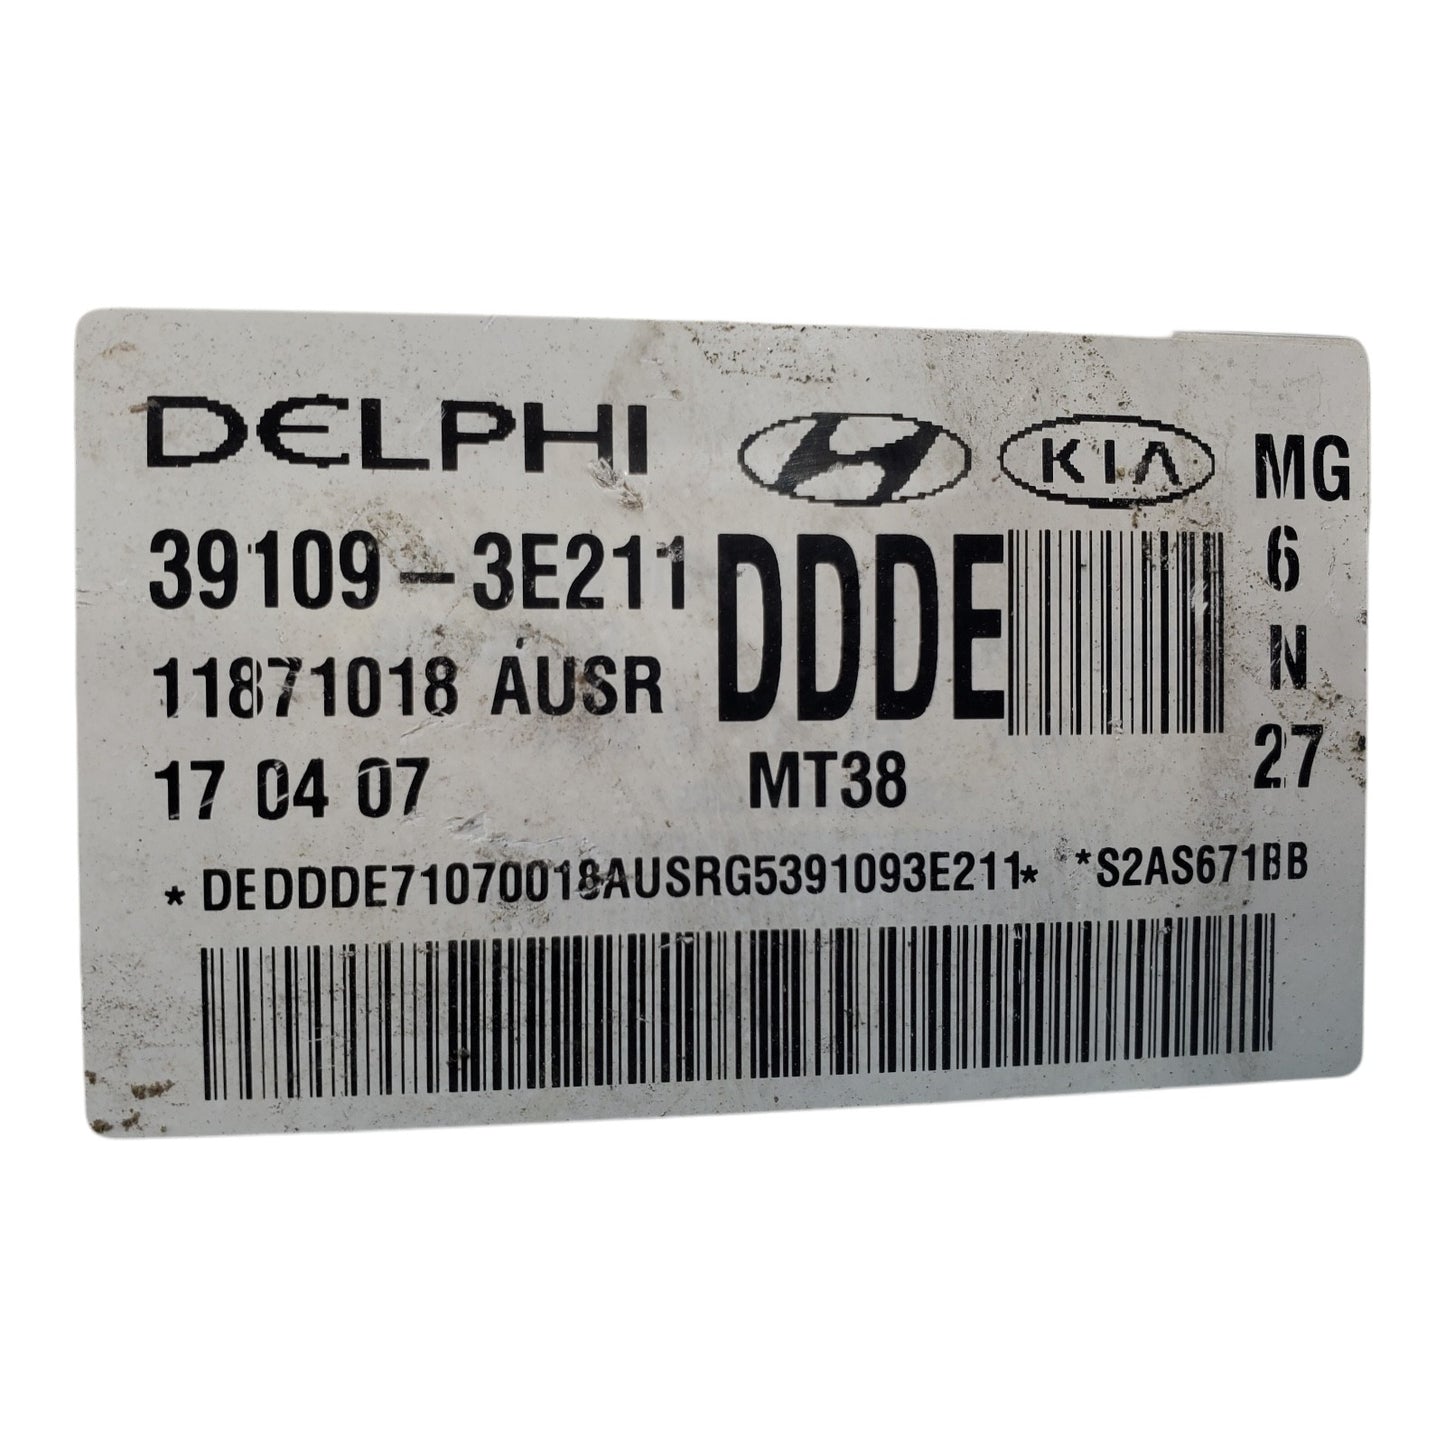 DELPHI KIA MG
39109-3E211 DDDE 6
11871018 AUSR N
17 04 07 MT38 27
*DEDDDE71070018AUSRG5391093E211* *S2AS671BB